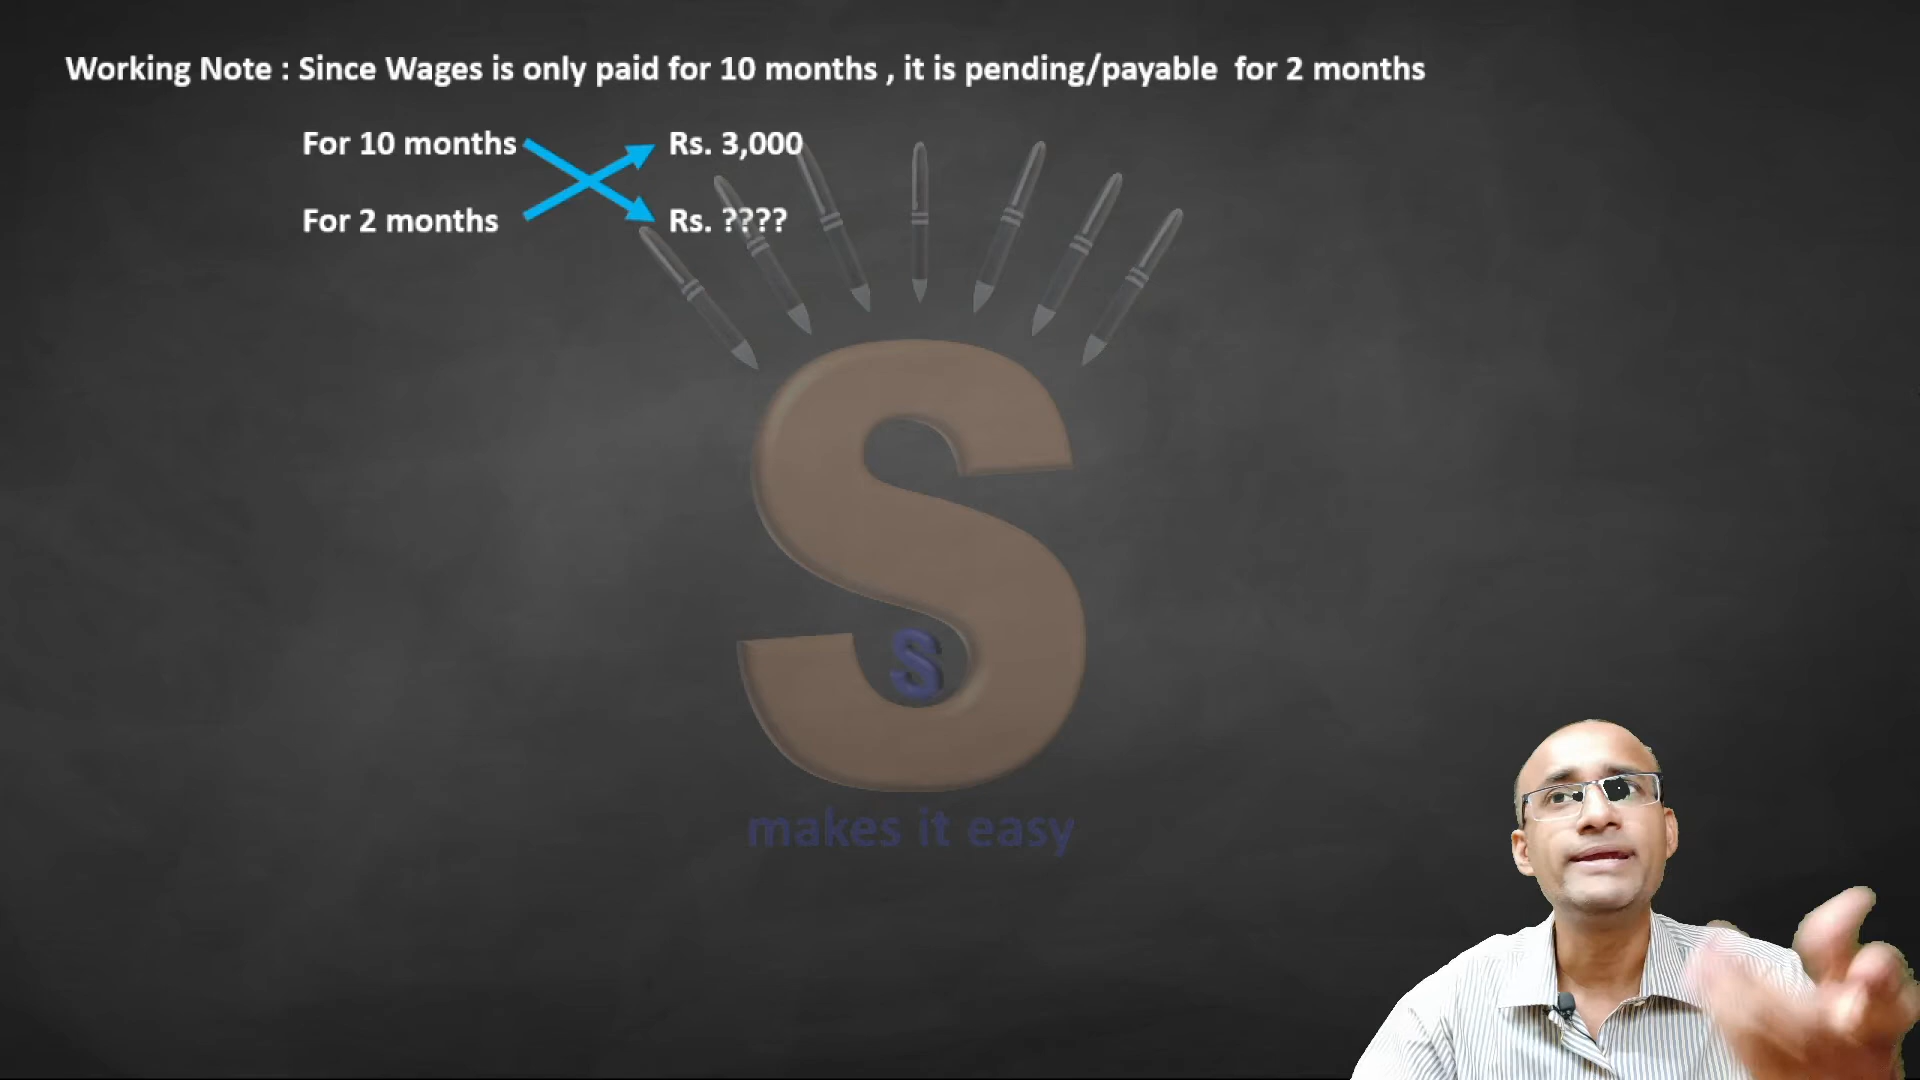 Working Note : Since Wages is only paid for 10 months , it is pending/payable  for 2 months
For 10 months Rs. 3,000
For 2 months Rs. ????
S
s
makes it easy